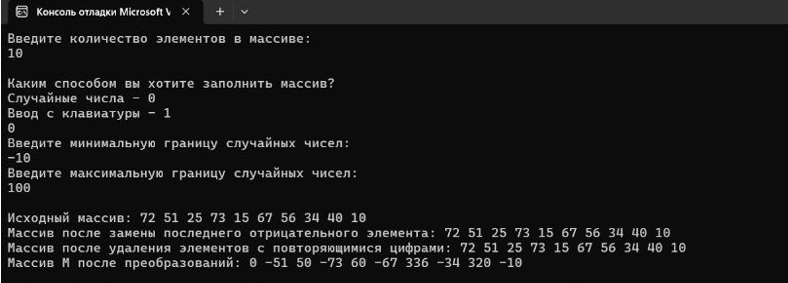 Консоль отладки Microsoft V
Введите количество элементов в массиве:
10
Каким способом вы хотите заполнить массив?
Случайные числа - 0
Ввод с клавиатуры - 1
0
Введите минимальную границу случайных чисел:
-10
Введите максимальную границу случайных чисел:
100
Исходный массив: 72 51 25 73 15 67 56 34 40 10
Массив после замены последнего отрицательного элемента: 72 51 25 73 15 67 56 34 40 10
Массив после удаления элементов с повторяющимися цифрами: 72 51 25 73 15 67 56 34 40 10
Массив М после преобразований: 0 -51 50 -73 60 -67 336 -34 320 -10